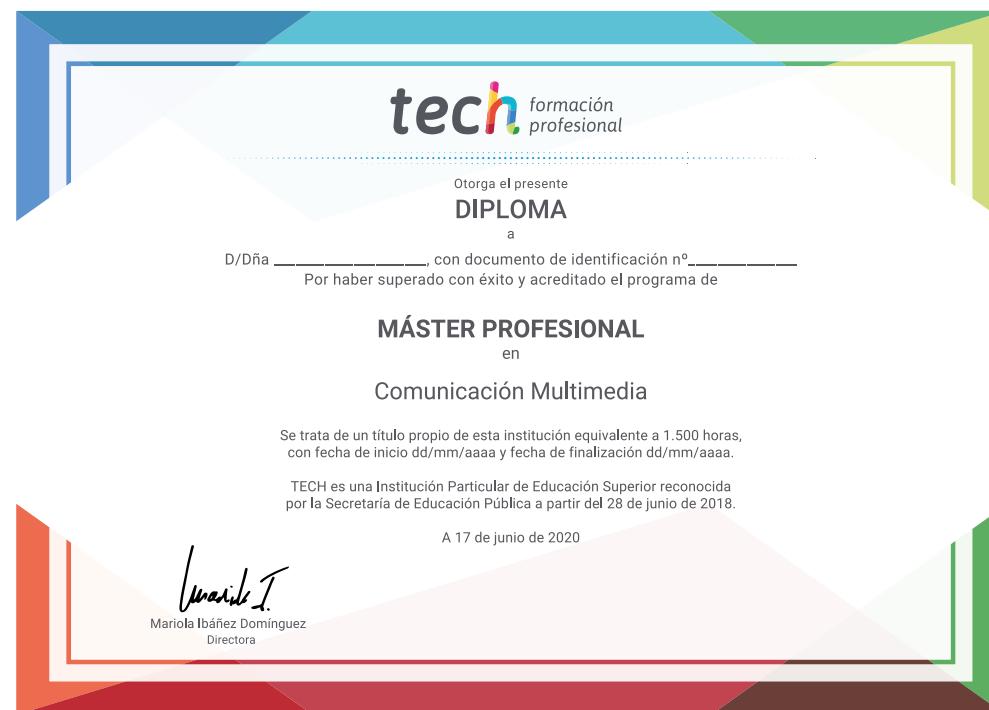 tech formación
profesional
Otorga el presente
DIPLOMA
a
D/Dña ______________, con documento de identificación nº__________
Por haber superado con éxito y acreditado el programa de
MÁSTER PROFESIONAL
en
Comunicación Multimedia
Se trata de un título propio de esta institución equivalente a 1.500 horas,
con fecha de inicio dd/mm/aaaa y fecha de finalización dd/mm/aaaa.
TECH es una Institución Particular de Educación Superior reconocida
por la Secretaría de Educación Pública a partir del 28 de junio de 2018.
A 17 de junio de 2020
Mariola Ibáñez Domínguez
Directora